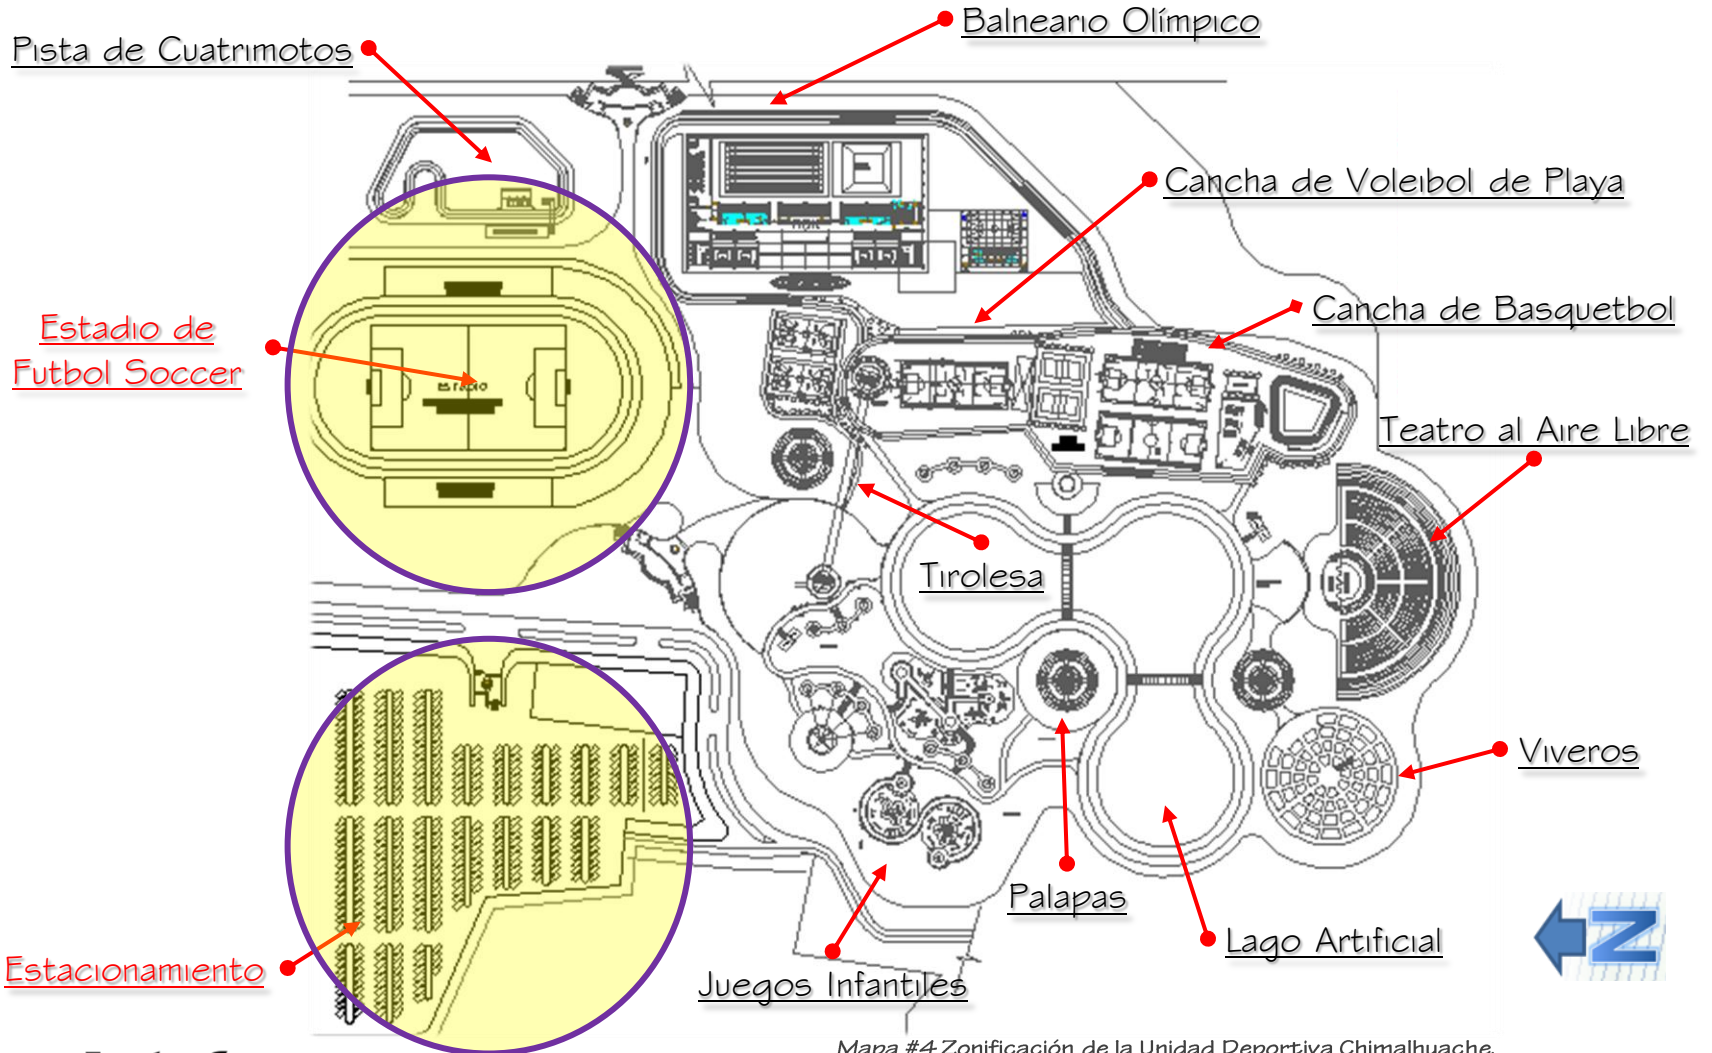 Balneario Olímpico
Pista de Cuatrimotos
Cancha de Voleibol de Playa
Cancha de Basquetbol
Estadio de
Futbol Soccer
ESTADIO
Teatro al Aire Libre
Tirolesa
Viveros
Palapas
Lago Artificial
Estacionamiento
Juegos Infantiles
N
Mapa #4 Zonificación de la Unidad Deportiva Chimalhuache.